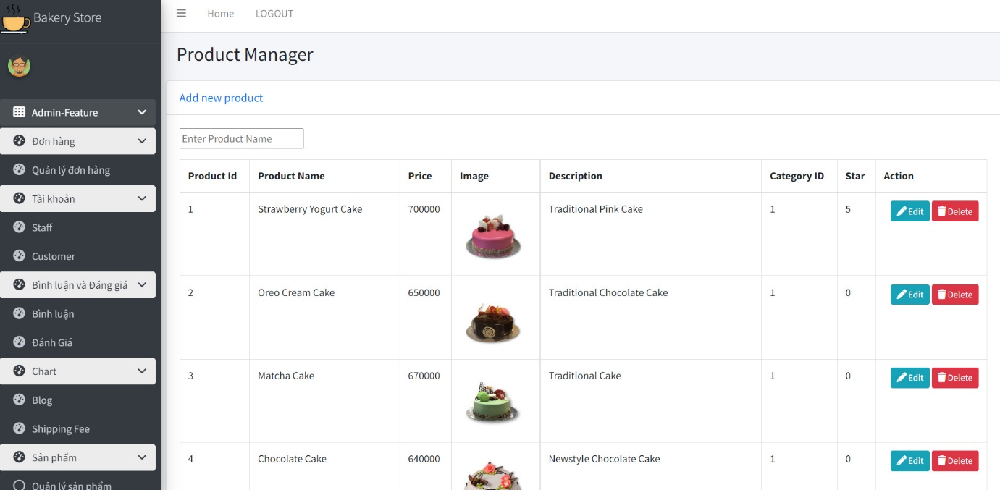 Bakery Store
Home LOGOUT
Product Manager
Add new product
Enter Product Name
Admin-Feature
Đơn hàng
Quản lý đơn hàng
Tài khoản
Staff
Customer
Bình luận và Đáng giá
Bình luận
Đánh Giá
Chart
Blog
Shipping Fee
Sản phẩm
Quản lý sản phẩm
Product Id Product Name Price Image Description Category ID Star Action
1 Strawberry Yogurt Cake 700000 Traditional Pink Cake 1 5 Edit Delete
2 Oreo Cream Cake 650000 Traditional Chocolate Cake 1 0 Edit Delete
3 Matcha Cake 670000 Traditional Cake 1 0 Edit Delete
4 Chocolate Cake 640000 Newstyle Chocolate Cake 1 0 Edit Delete